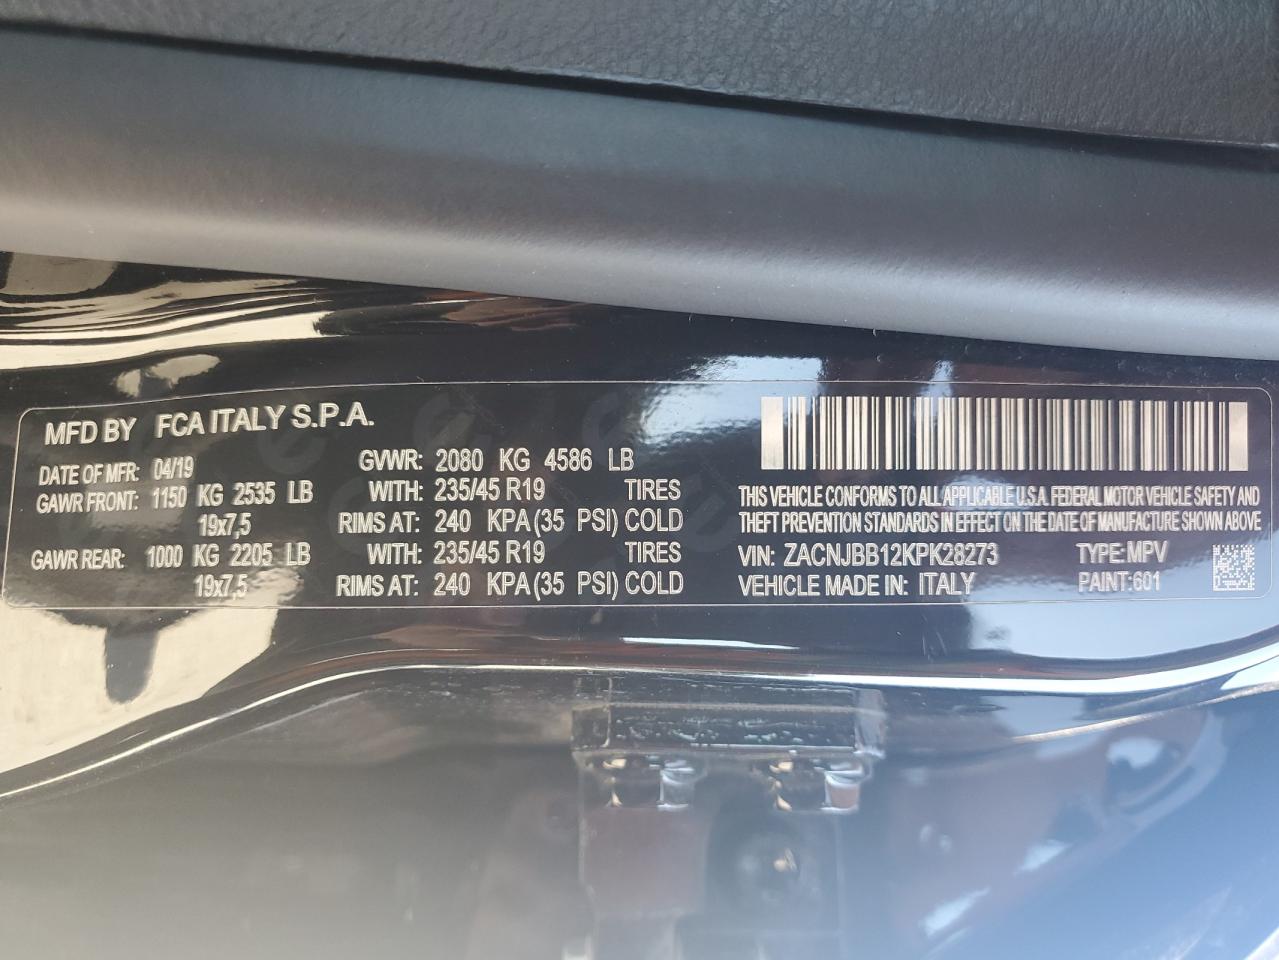 MFD BY FCA ITALY S.P.A.
DATE OF MFR: 04/19 GVWR: 2080 KG 4586 LB
GAWR FRONT: 1150 KG 2535 LB WITH: 235/45 R19 TIRES
19x7,5 RIMS AT: 240 KPA (35 PSI) COLD
GAWR REAR: 1000 KG 2205 LB WITH: 235/45 R19 TIRES
19x7,5 RIMS AT: 240 KPA (35 PSI) COLD
THIS VEHICLE CONFORMS TO ALL APPLICABLE U.S.A. FEDERAL MOTOR VEHICLE SAFETY AND
THEFT PREVENTION STANDARDS IN EFFECT ON THE DATE OF MANUFACTURE SHOWN ABOVE
VIN: ZACNJBB12KPK28273 TYPE: MPV
VEHICLE MADE IN: ITALY PAINT: 601